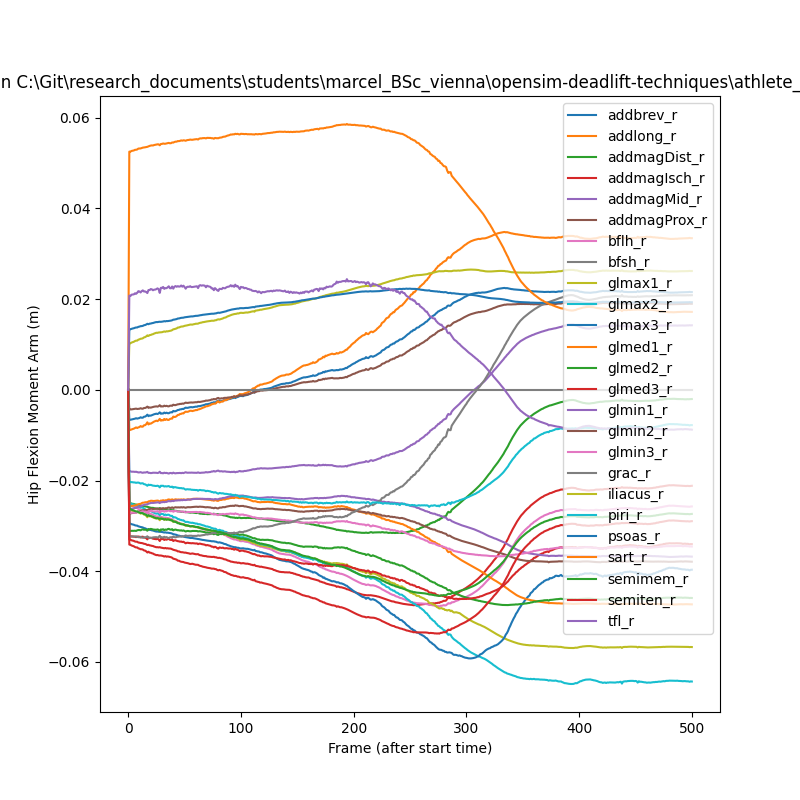 n C:\Git\research_documents\students\marcel_BSc_vienna\opensim-deadlift-techniques\athlete_
0.06
0.04
0.02
0.00
−0.02
−0.04
−0.06
Hip Flexion Moment Arm (m)
0
100
200
300
400
500
Frame (after start time)
addbrev_r
addlong_r
addmagDist_r
addmagIsch_r
addmagMid_r
addmagProx_r
bflh_r
bfsh_r
glmax1_r
glmax2_r
glmax3_r
glmed1_r
glmed2_r
glmed3_r
glmin1_r
glmin2_r
glmin3_r
grac_r
iliacus_r
piri_r
psoas_r
sart_r
semimem_r
semiten_r
tfl_r